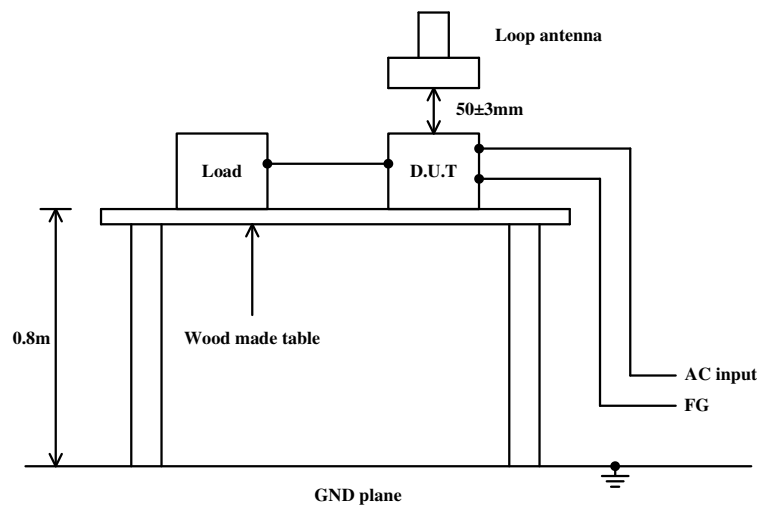 Loop antenna
50±3mm
Load
D.U.T
0.8m
Wood made table
AC input
FG
GND plane